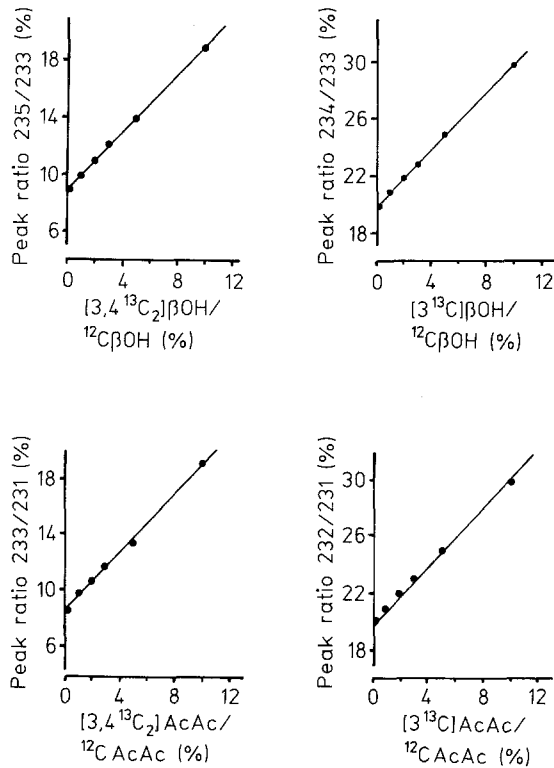 Peak ratio 235/233 (%)
18
14
10
6
0 4 8 12
[3,4 ¹³C₂]βOH/
¹²CβOH (%)
Peak ratio 234/233 (%)
30
26
22
18
0 4 8 12
[3 ¹³C]βOH/
¹²CβOH (%)
Peak ratio 233/231 (%)
18
14
10
6
0 4 8 12
[3,4 ¹³C₂]AcAc/
¹²C AcAc (%)
Peak ratio 232/231 (%)
30
26
22
18
0 4 8 12
[3 ¹³C]AcAc/
¹²C AcAc (%)